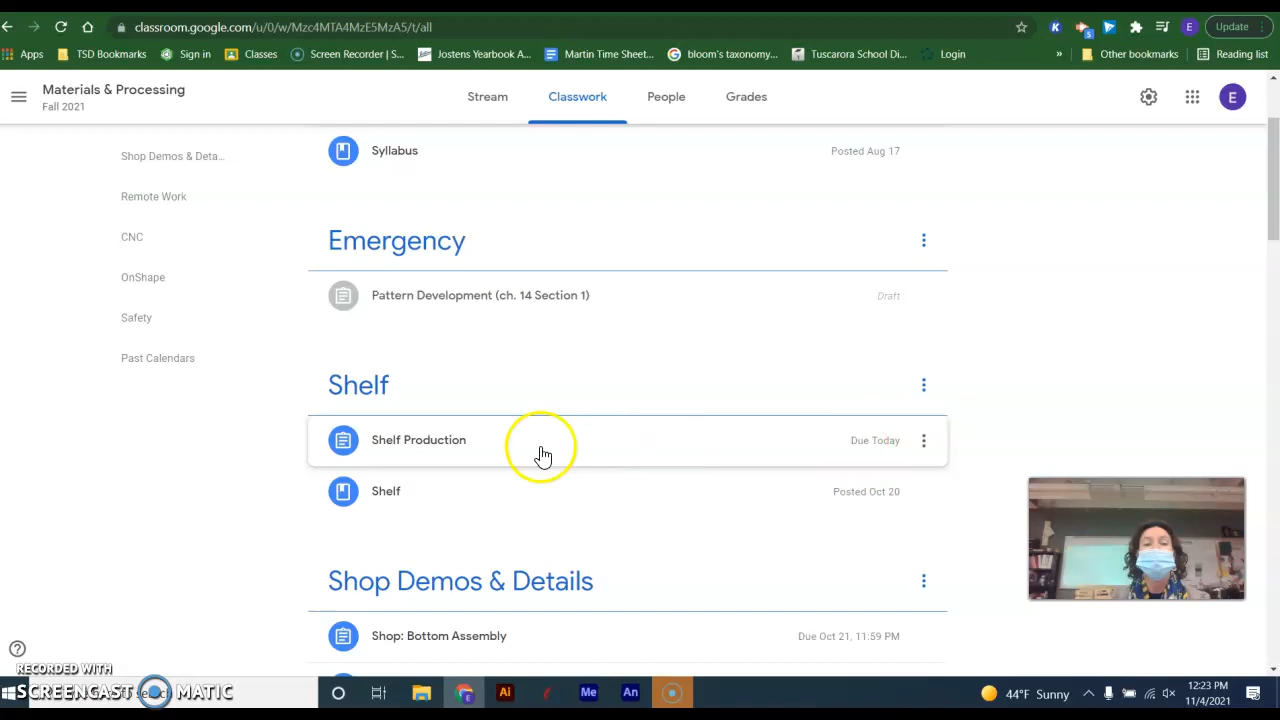 classroom.google.com/u/0/w/Mzc4MTA4MzE5MzA5/t/all
5
E
Update
Apps
TSD Bookmarks
Sign in
Classes
Screen Recorder | S...
Jostens Yearbook A...
Martin Time Sheet...
bloom's taxonomy...
Tuscarora School Di...
Login
»
Other bookmarks
Reading list
Materials & Processing
Fall 2021
Stream
Classwork
People
Grades
E
Shop Demos & Deta...
Remote Work
CNC
OnShape
Safety
Past Calendars
Syllabus
Posted Aug 17
Emergency
Pattern Development (ch. 14 Section 1)
Draft
Shelf
Shelf Production
Due Today
Shelf
Posted Oct 20
Shop Demos & Details
Shop: Bottom Assembly
Due Oct 21, 11:59 PM
RECORDED WITH
SCREENCAST MATIC
Ai
Me
An
44°F Sunny
12:23 PM
11/4/2021